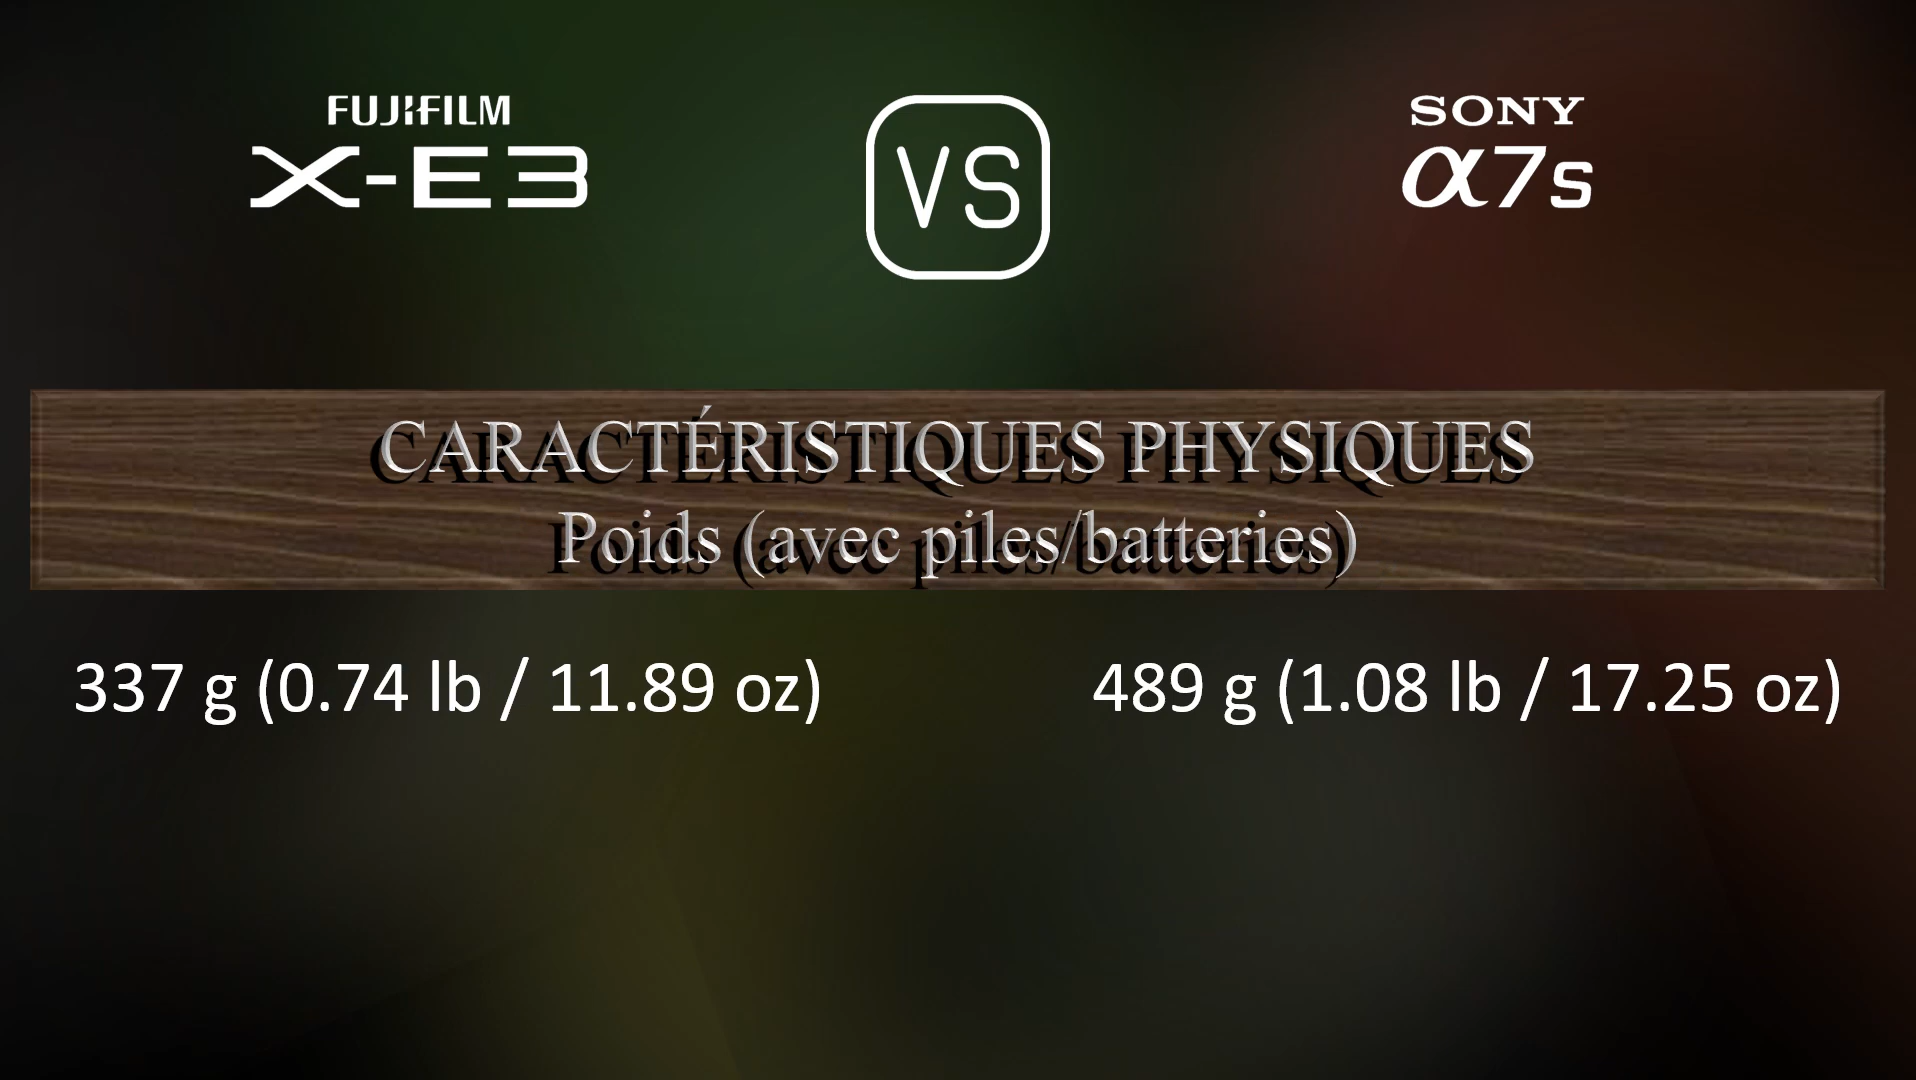 FUJIFILM
X-E3
VS
SONY
α7s
CARACTÉRISTIQUES PHYSIQUES
Poids (avec piles/batteries)
337 g (0.74 lb / 11.89 oz)
489 g (1.08 lb / 17.25 oz)